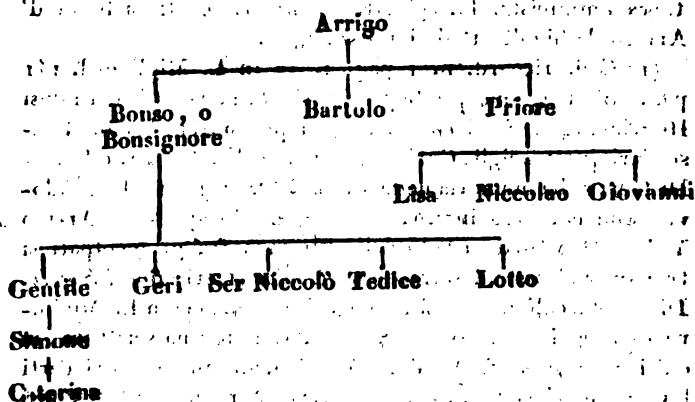 Arrigo
Bonso, o Bartolo Priore
Bonsignore
Lisa Niccolao Giovanni
Gentile Geri Ser Niccolò Tedice Lotto
Simone
Caterina